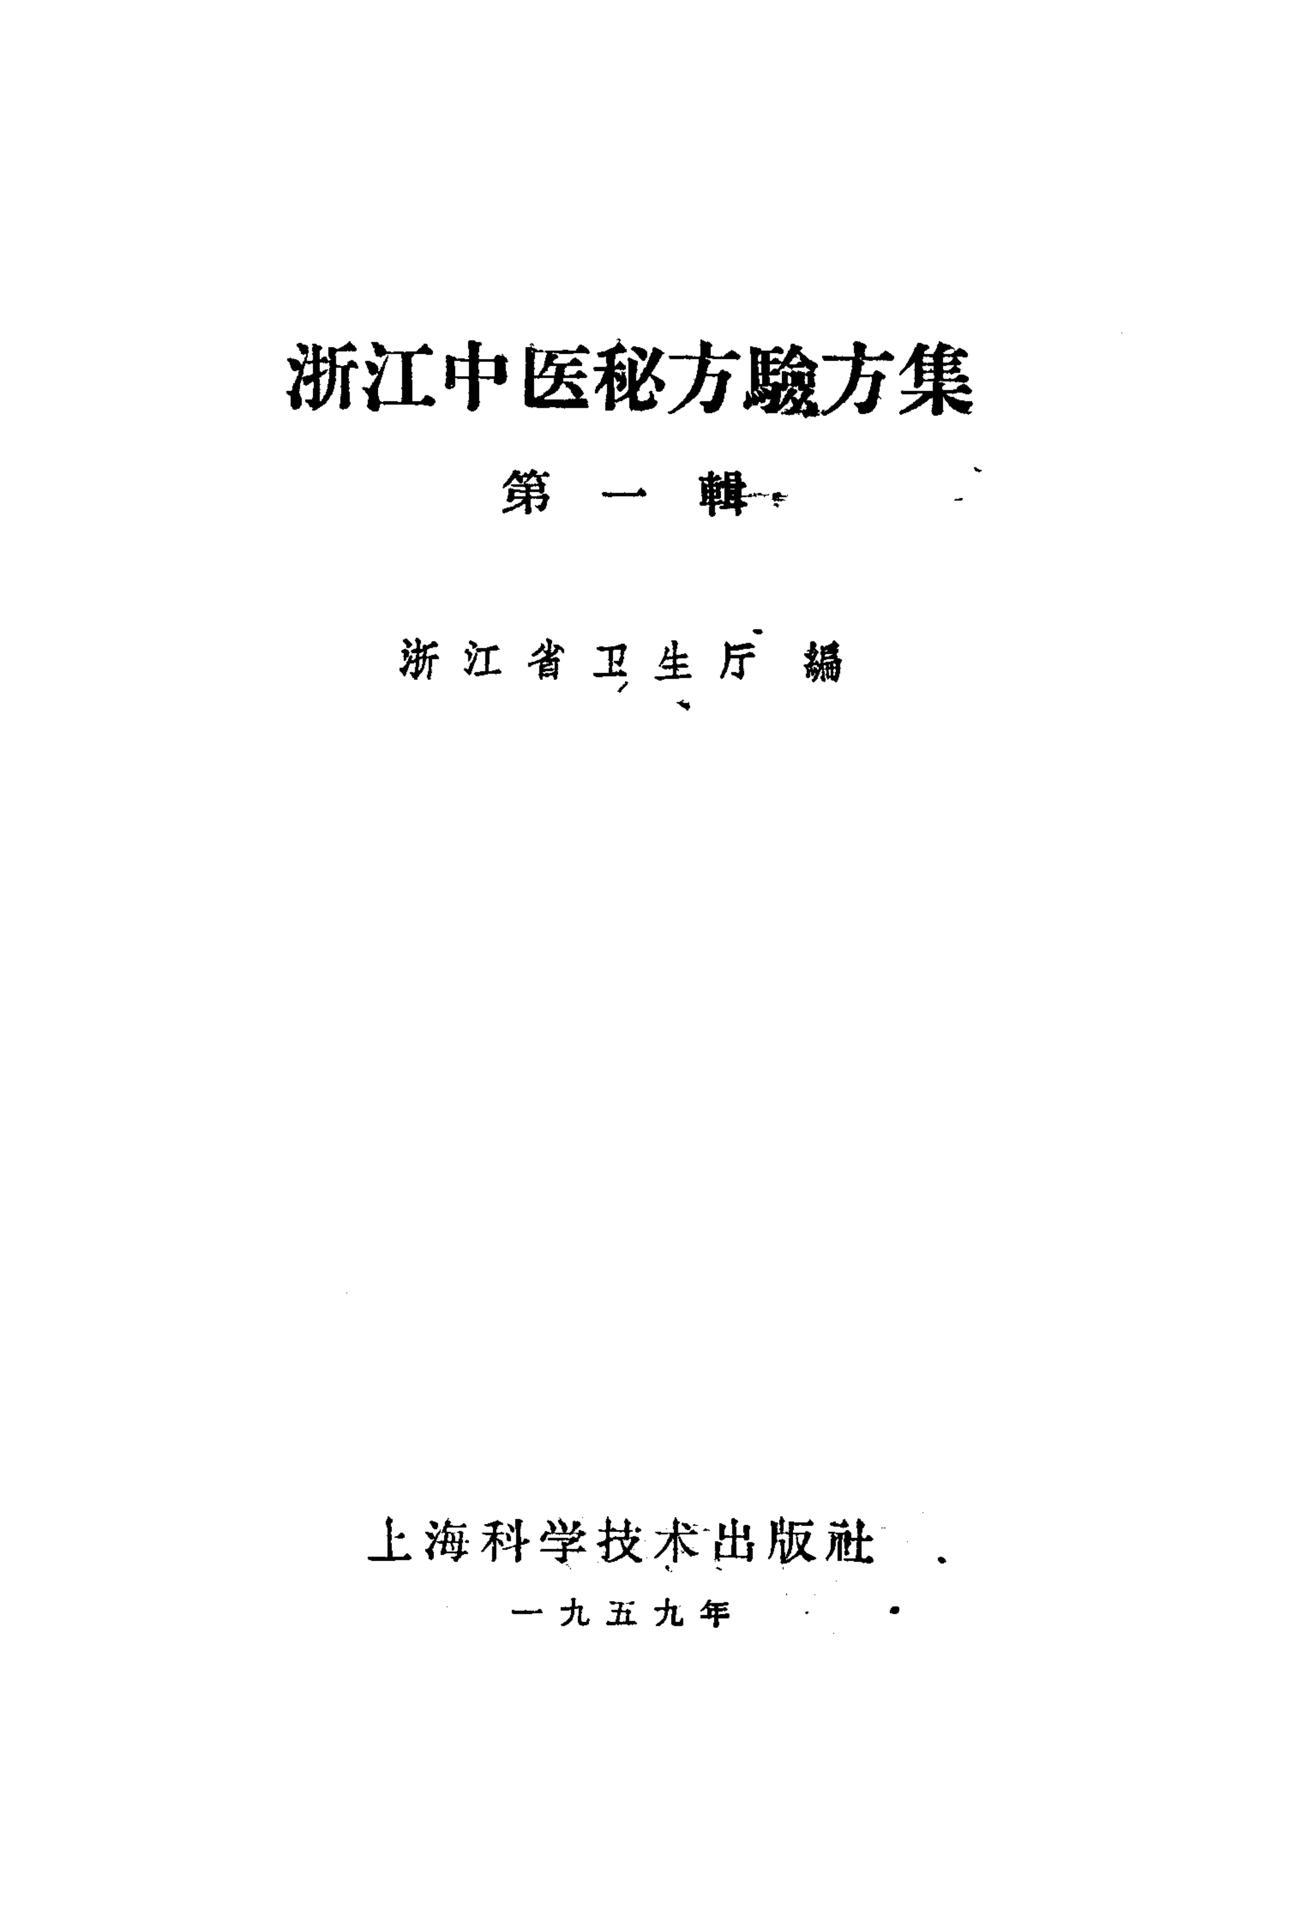 浙江中医秘方驗方集
第一輯
浙江省卫生厅 編
上海科学技术出版社
一九五九年